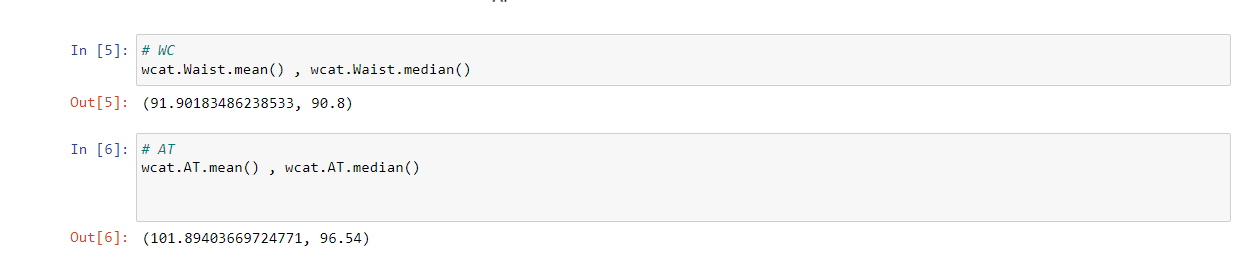 In [5]: # WC
wcat.Waist.mean() , wcat.Waist.median()
Out[5]: (91.90183486238533, 90.8)
In [6]: # AT
wcat.AT.mean() , wcat.AT.median()
Out[6]: (101.89403669724771, 96.54)